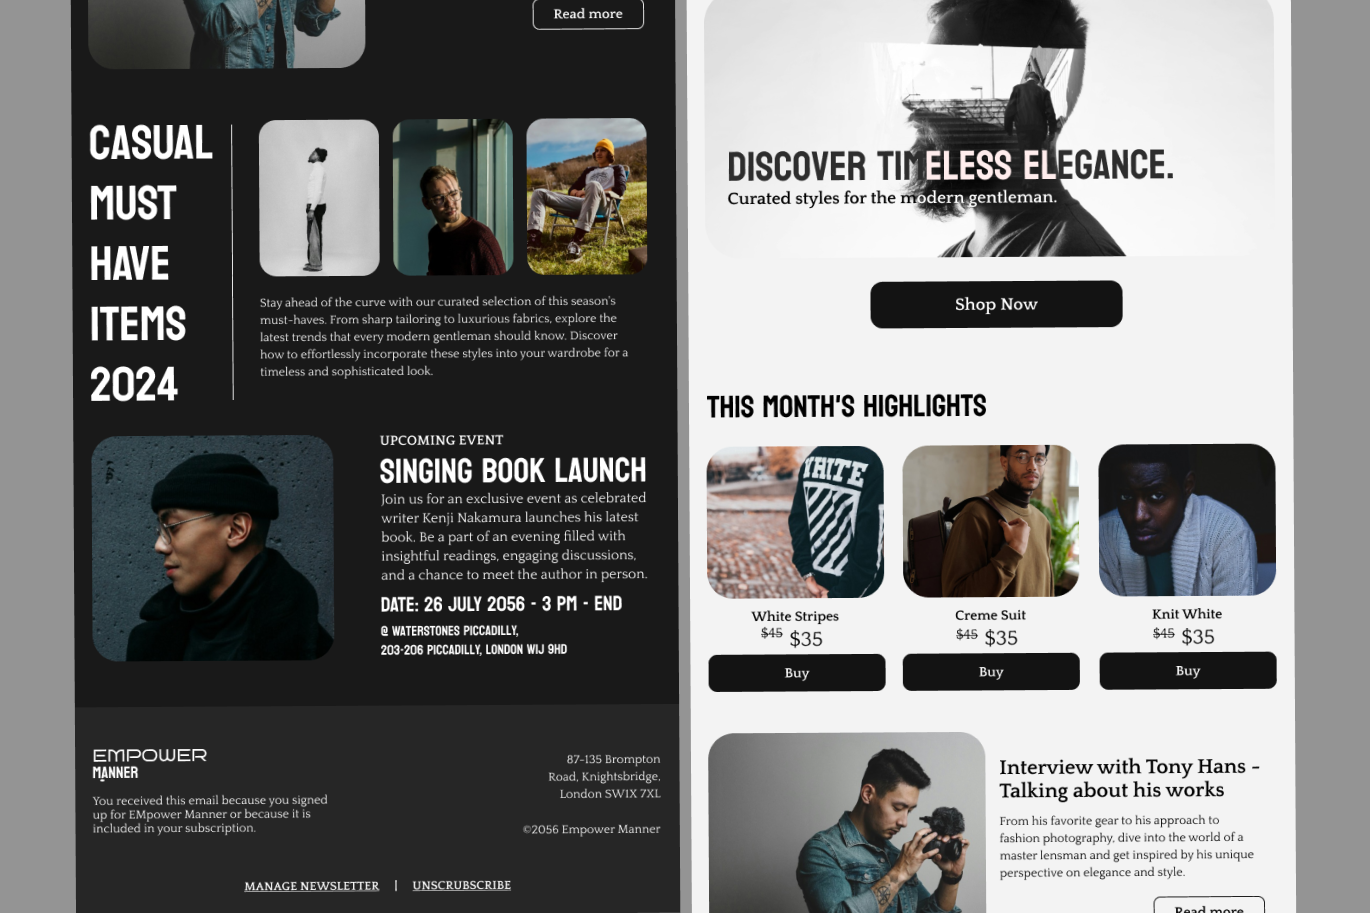 Read more
CASUAL
MUST
HAVE
ITEMS
2024
Stay ahead of the curve with our curated selection of this season's
must-haves. From sharp tailoring to luxurious fabrics, explore the
latest trends that every modern gentleman should know. Discover
how to effortlessly incorporate these styles into your wardrobe for a
timeless and sophisticated look.
UPCOMING EVENT
SINGING BOOK LAUNCH
Join us for an exclusive event as celebrated
writer Kenji Nakamura launches his latest
book. Be a part of an evening filled with
insightful readings, engaging discussions,
and a chance to meet the author in person.
DATE: 26 JULY 2056 - 3 PM - END
@ WATERSTONES PICCADILLY,
203-206 PICCADILLY, LONDON W1J 9HD
EMPOWER
MANNER
You received this email because you signed
up for EMpower Manner or because it is
included in your subscription.
87-135 Brompton
Road, Knightsbridge,
London SW1X 7XL
©2056 Empower Manner
MANAGE NEWSLETTER | UNSCRUBSCRIBE
DISCOVER TIMELESS ELEGANCE.
Curated styles for the modern gentleman.
Shop Now
THIS MONTH'S HIGHLIGHTS
WHITE
White Stripes
$45 $35
Buy
Creme Suit
$45 $35
Buy
Knit White
$45 $35
Buy
Interview with Tony Hans -
Talking about his works
From his favorite gear to his approach to
fashion photography, dive into the world of a
master lensman and get inspired by his unique
perspective on elegance and style.
Read more